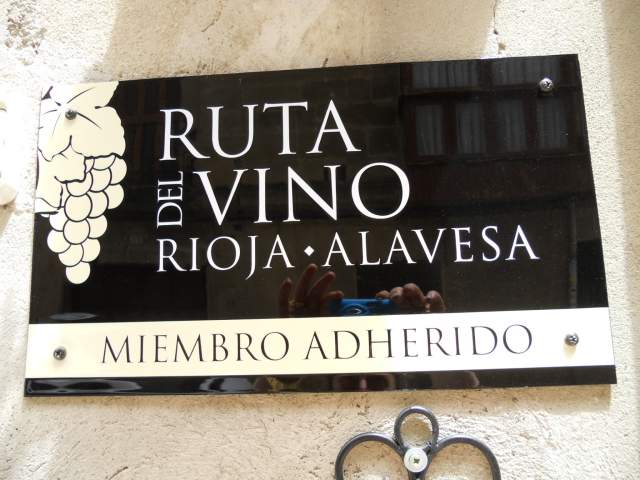 RUTA
DEL VINO
RIOJA · ALAVESA
MIEMBRO ADHERIDO